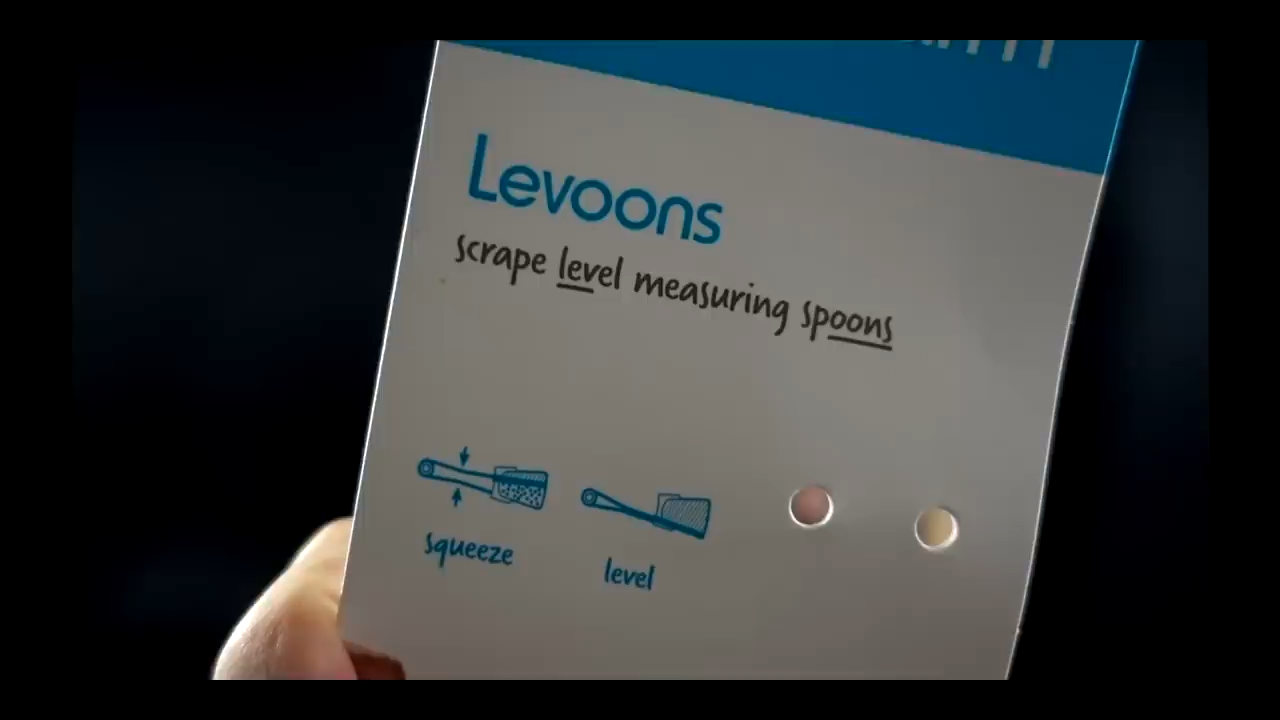 Levoons
scrape level measuring spoons
squeeze
level